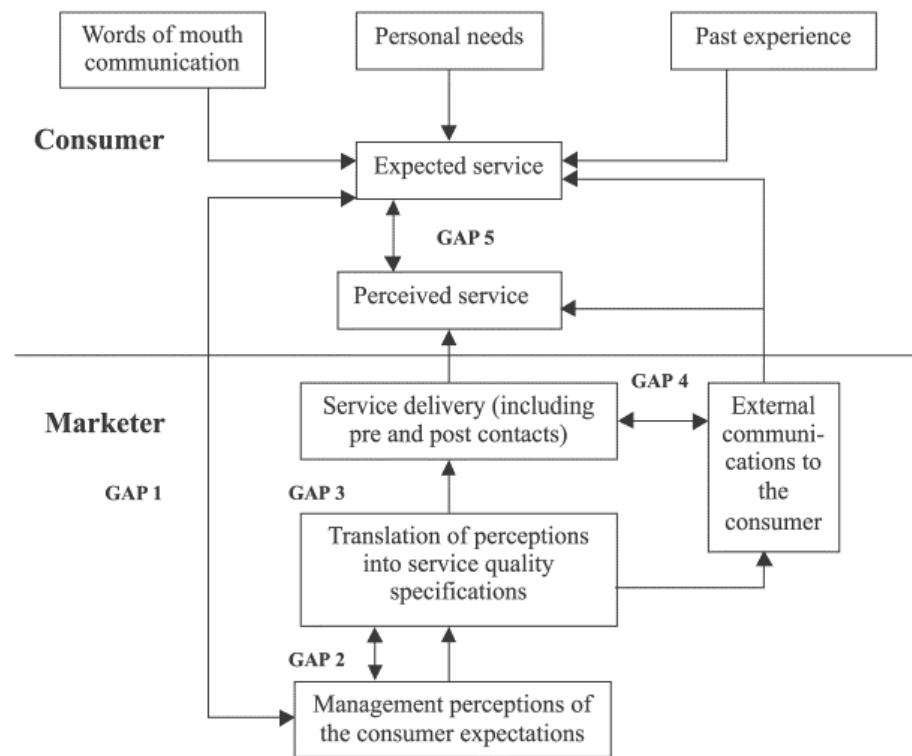 Words of mouth
communication
Personal needs
Past experience
Consumer
Expected service
GAP 5
Perceived service
GAP 4
Marketer
Service delivery (including
pre and post contacts)
External
communi-
cations to
the
consumer
GAP 1
GAP 3
Translation of perceptions
into service quality
specifications
GAP 2
Management perceptions of
the consumer expectations